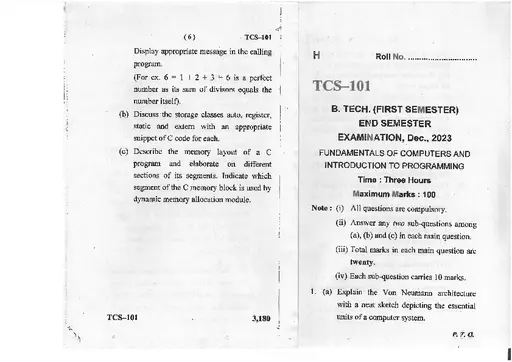 (6) TCS-101
Display appropriate message in the calling
program.
(For ex. 6 = 1 + 2 + 3 = 6 is a perfect
number as its sum of divisors equals the
number itself).
(b) Discuss the storage classes auto, register,
static and extern with an appropriate
snippet of C code for each.
(c) Describe the memory layout of a C
program and elaborate on different
sections of its segments. Indicate which
segment of the C memory block is used by
dynamic memory allocation module.
TCS-101 3,180
H Roll No. ............................
TCS-101
B. TECH. (FIRST SEMESTER)
END SEMESTER
EXAMINATION, Dec., 2023
FUNDAMENTALS OF COMPUTERS AND
INTRODUCTION TO PROGRAMMING
Time : Three Hours
Maximum Marks : 100
Note : (i) All questions are compulsory.
(ii) Answer any two sub-questions among
(a), (b) and (c) in each main question.
(iii) Total marks in each main question are
twenty.
(iv) Each sub-question carries 10 marks.
1. (a) Explain the Von Neumann architecture
with a neat sketch depicting the essential
units of a computer system.
P. T. O.